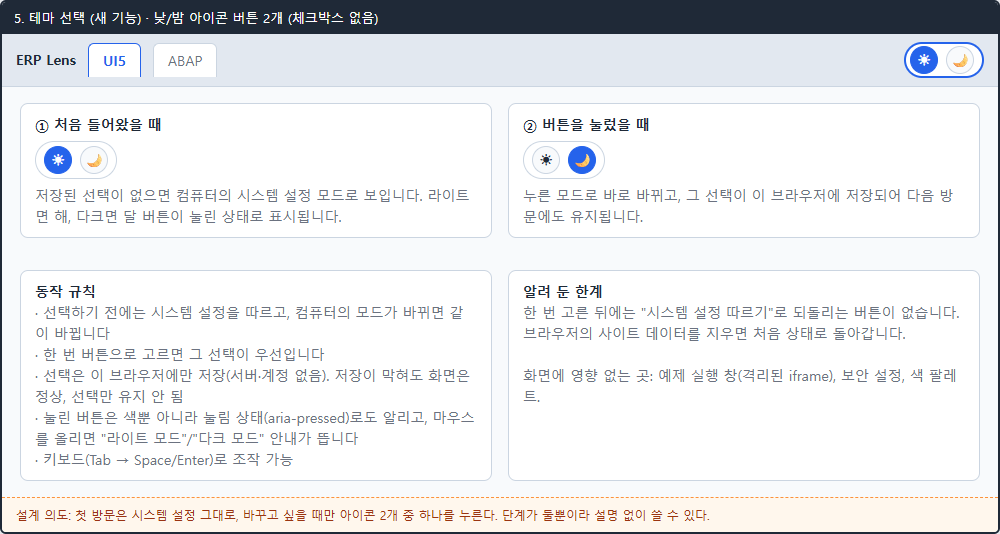 5. 테마 선택 (새 기능) · 낮/밤 아이콘 버튼 2개 (체크박스 없음)
ERP Lens UI5 ABAP
① 처음 들어왔을 때
저장된 선택이 없으면 컴퓨터의 시스템 설정 모드로 보입니다. 라이트
면 해, 다크면 달 버튼이 눌린 상태로 표시됩니다.
② 버튼을 눌렀을 때
누른 모드로 바로 바뀌고, 그 선택이 이 브라우저에 저장되어 다음 방
문에도 유지됩니다.
동작 규칙
· 선택하기 전에는 시스템 설정을 따르고, 컴퓨터의 모드가 바뀌면 같
이 바뀝니다
· 한 번 버튼으로 고르면 그 선택이 우선입니다
· 선택은 이 브라우저에만 저장(서버·계정 없음). 저장이 막혀도 화면은
정상, 선택만 유지 안 됨
· 눌린 버튼은 색뿐 아니라 눌림 상태(aria-pressed)로도 알리고, 마우스
를 올리면 "라이트 모드"/"다크 모드" 안내가 뜹니다
· 키보드(Tab → Space/Enter)로 조작 가능
알려 둔 한계
한 번 고른 뒤에는 "시스템 설정 따르기"로 되돌리는 버튼이 없습니다.
브라우저의 사이트 데이터를 지우면 처음 상태로 돌아갑니다.
화면에 영향 없는 곳: 예제 실행 창(격리된 iframe), 보안 설정, 색 팔레
트.
설계 의도: 첫 방문은 시스템 설정 그대로, 바꾸고 싶을 때만 아이콘 2개 중 하나를 누른다. 단계가 둘뿐이라 설명 없이 쓸 수 있다.